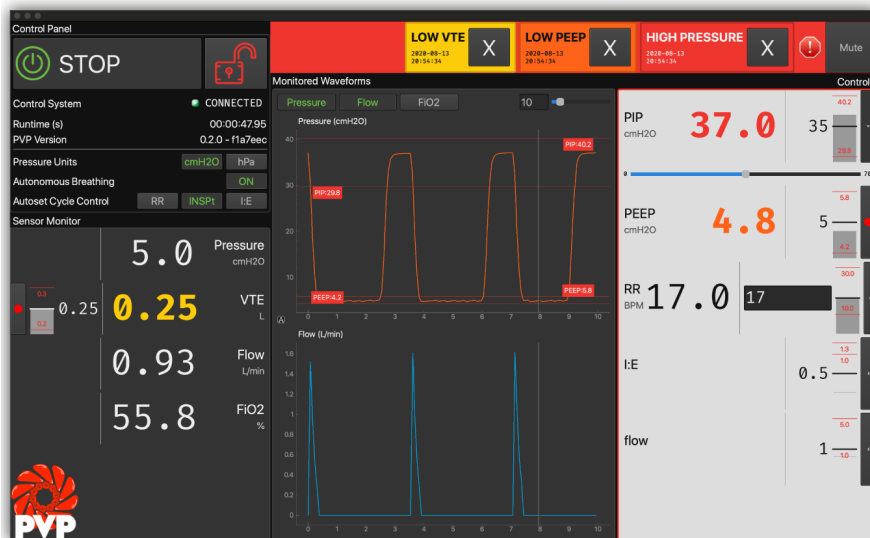 Control Panel
STOP
LOW VTE
2020-08-13
20:54:34
X
LOW PEEP
2020-08-13
20:54:34
X
HIGH PRESSURE
2020-08-13
20:54:34
X
Mute
Control System CONNECTED
Runtime (s) 00:00:47.95
PVP Version 0.2.0 - f1a7eec
Pressure Units cmH2O hPa
Autonomous Breathing ON
Autoset Cycle Control RR INSPt I:E
Sensor Monitor
5.0 Pressure
cmH2O
0.3
0.2
0.25
0.25 VTE
L
0.93 Flow
L/min
55.8 FiO2
%
PVP
Monitored Waveforms
Pressure Flow FiO2 10
Pressure (cmH2O)
40
30
20
10
PIP:40.2
PIP:29.8
PEEP:4.2
PEEP:5.8
0 1 2 3 4 5 6 7 8 9 10
A
Flow (L/min)
1.6
1.4
1.2
1
0.8
0.6
0.4
0.2
0
0 1 2 3 4 5 6 7 8 9 10
Control
PIP
cmH2O
37.0
35
40.2
29.8
0 70
PEEP
cmH2O
4.8
5
5.8
4.2
RR
BPM
17.0
17
30.0
10.0
I:E
0.5
1.3
1.0
flow
1
5.0
1.0